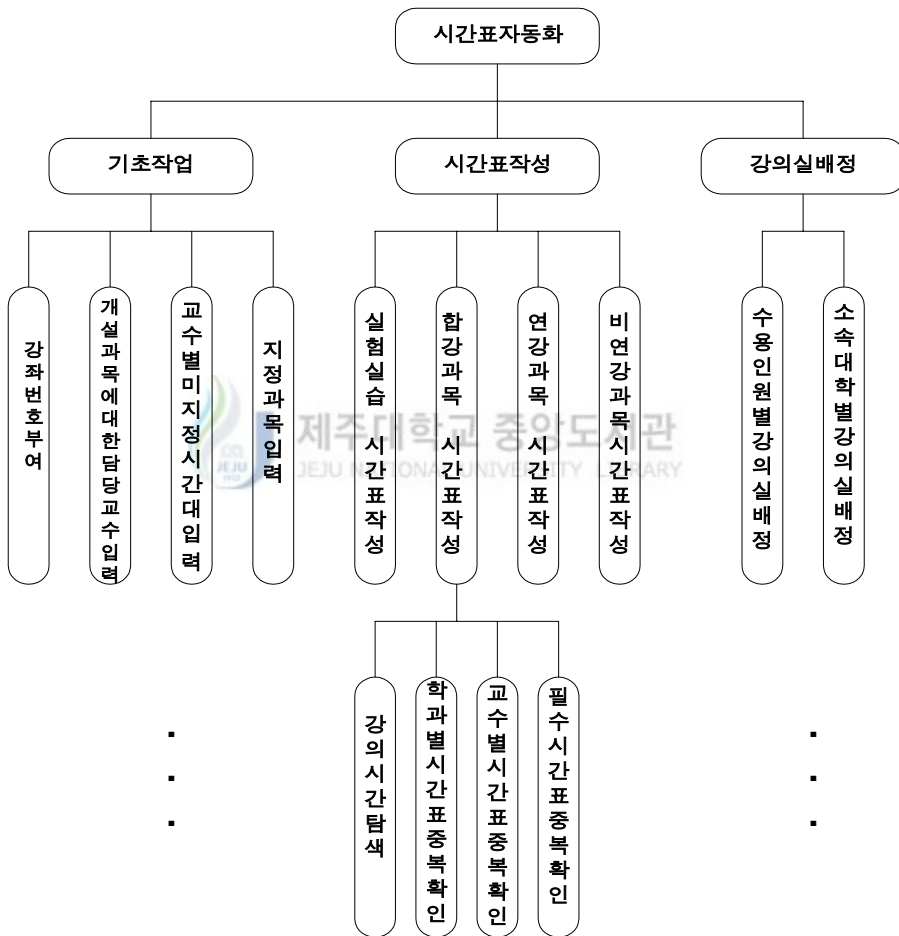 시간표자동화
기초작업
시간표작성
강의실배정
강좌번호부여
개설과목에대한담당교수입력
교수별미지정시간대입력
지정과목입력
실험실습 시간표작성
합강과목 시간표작성
연강과목 시간표작성
비연강과목시간표작성
수용인원별강의실배정
소속대학별강의실배정
제주대학교 중앙도서관
JEJU NATIONAL UNIVERSITY LIBRARY
JEJU
1952
강의시간탐색
학과별시간표중복확인
교수별시간표중복확인
필수시간표중복확인